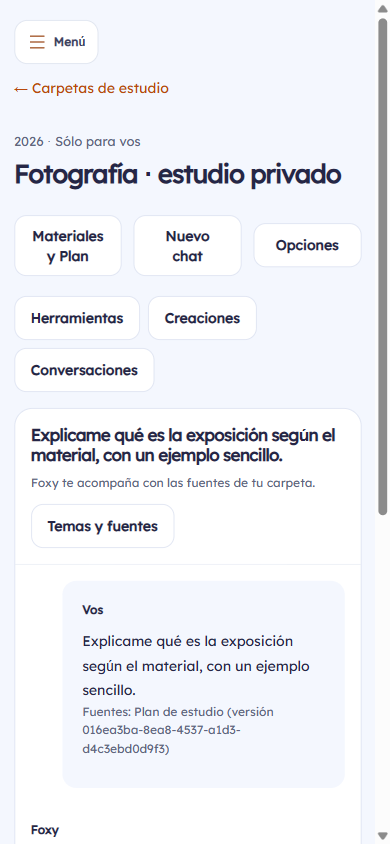 Menú
← Carpetas de estudio
2026 · Sólo para vos
Fotografía · estudio privado
Materiales
y Plan
Nuevo
chat
Opciones
Herramientas
Creaciones
Conversaciones
Explicame qué es la exposición según el
material, con un ejemplo sencillo.
Foxy te acompaña con las fuentes de tu carpeta.
Temas y fuentes
Vos
Explicame qué es la exposición
según el material, con un ejemplo
sencillo.
Fuentes: Plan de estudio (versión
016ea3ba-8ea8-4537-a1d3-
d4c3ebd0d9f3)
Foxy